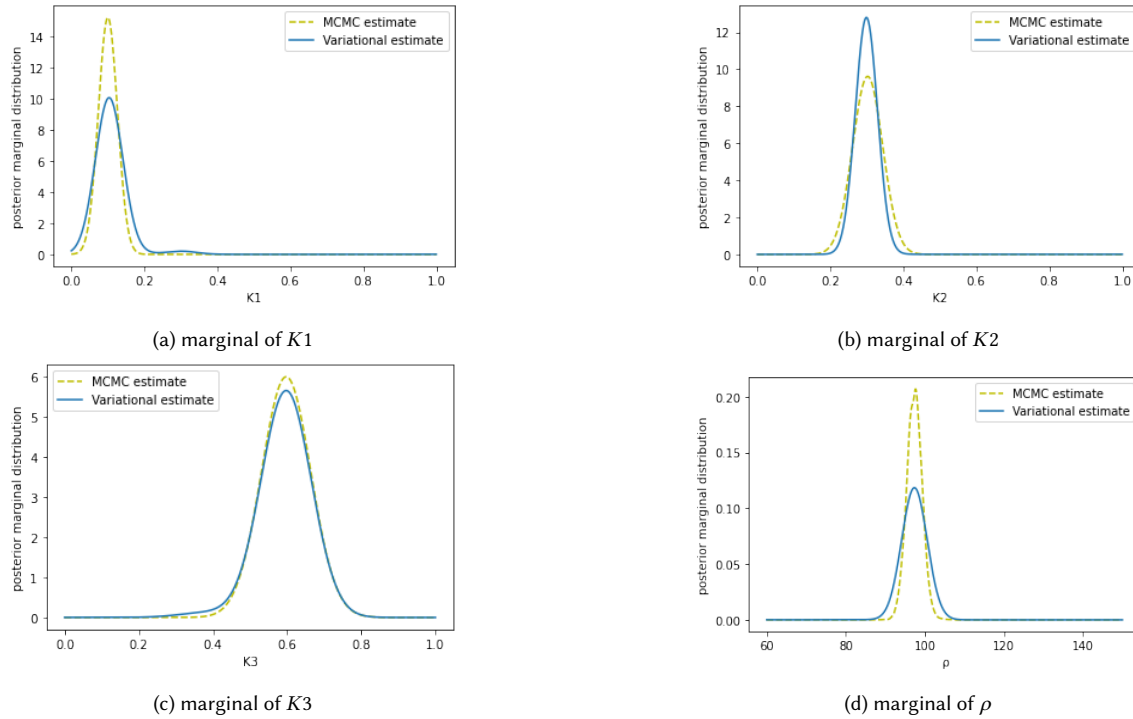 MCMC estimate
Variational estimate
posterior marginal distribution
14
12
10
8
6
4
2
0
0.0 0.2 0.4 0.6 0.8 1.0
K1
(a) marginal of K1
MCMC estimate
Variational estimate
posterior marginal distribution
12
10
8
6
4
2
0
0.0 0.2 0.4 0.6 0.8 1.0
K2
(b) marginal of K2
MCMC estimate
Variational estimate
posterior marginal distribution
6
5
4
3
2
1
0
0.0 0.2 0.4 0.6 0.8 1.0
K3
(c) marginal of K3
MCMC estimate
Variational estimate
posterior marginal distribution
0.20
0.15
0.10
0.05
0.00
60 80 100 120 140
ρ
(d) marginal of ρ